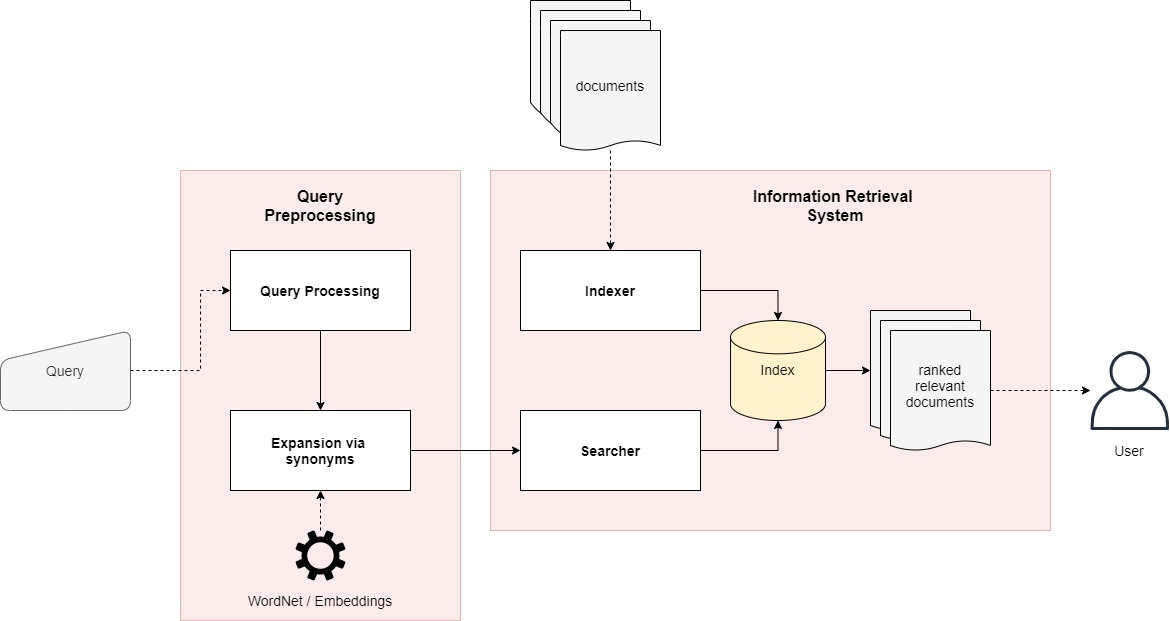 documents
Query
Preprocessing
Information Retrieval
System
Query Processing
Indexer
Query
Index
ranked
relevant
documents
Expansion via
synonyms
Searcher
User
WordNet / Embeddings